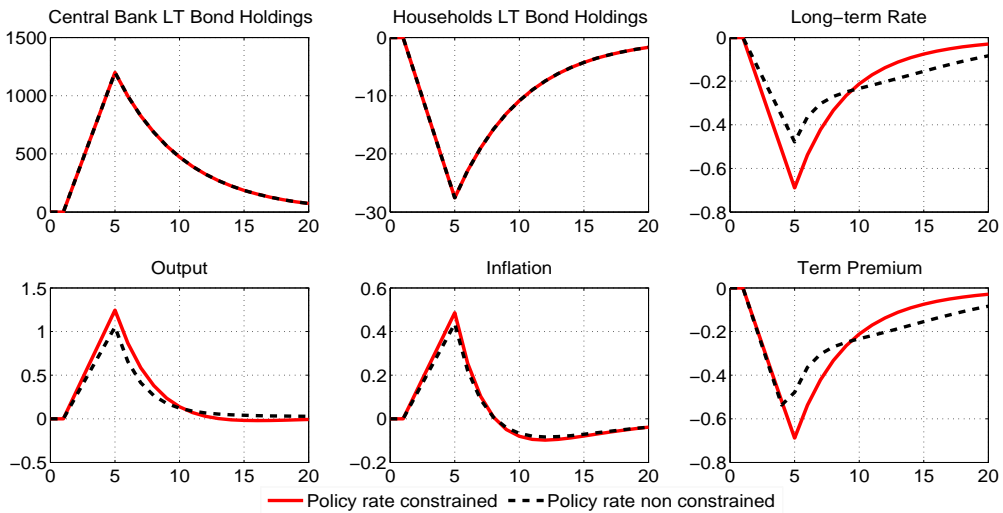 Central Bank LT Bond Holdings
Households LT Bond Holdings
Long−term Rate
1500
1000
500
0
0 5 10 15 20
0
−10
−20
−30
0 5 10 15 20
0
−0.2
−0.4
−0.6
−0.8
0 5 10 15 20
Output
Inflation
Term Premium
1.5
1
0.5
0
−0.5
0 5 10 15 20
0.6
0.4
0.2
0
−0.2
0 5 10 15 20
0
−0.2
−0.4
−0.6
−0.8
0 5 10 15 20
Policy rate constrained
Policy rate non constrained